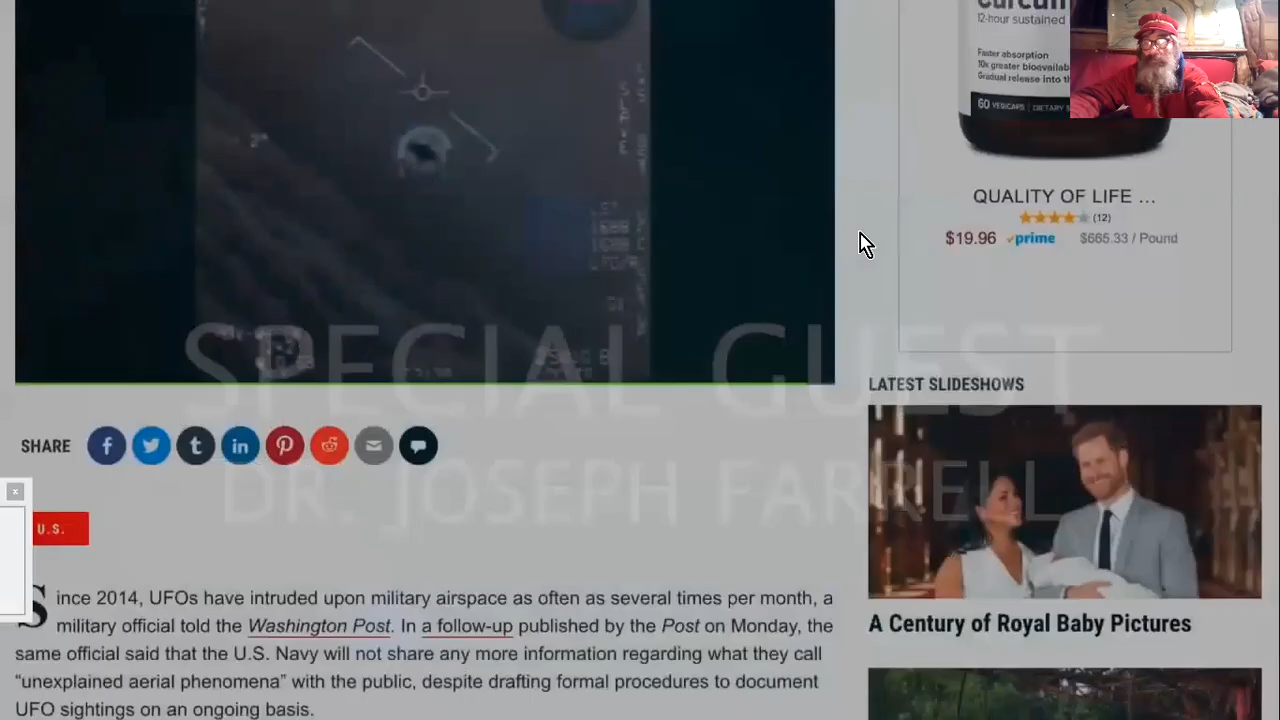 curcum
12-hour sustained
Faster absorption
10x greater bioavailab
Gradual release into th
60 VEGICAPS | DIETARY S
QUALITY OF LIFE ...
(12)
$19.96 prime $665.33 / Pound
SPECIAL GUEST
DR. JOSEPH FARRELL
LATEST SLIDESHOWS
SHARE
x
U.S.
Since 2014, UFOs have intruded upon military airspace as often as several times per month, a
military official told the Washington Post. In a follow-up published by the Post on Monday, the
same official said that the U.S. Navy will not share any more information regarding what they call
“unexplained aerial phenomena” with the public, despite drafting formal procedures to document
UFO sightings on an ongoing basis.
A Century of Royal Baby Pictures